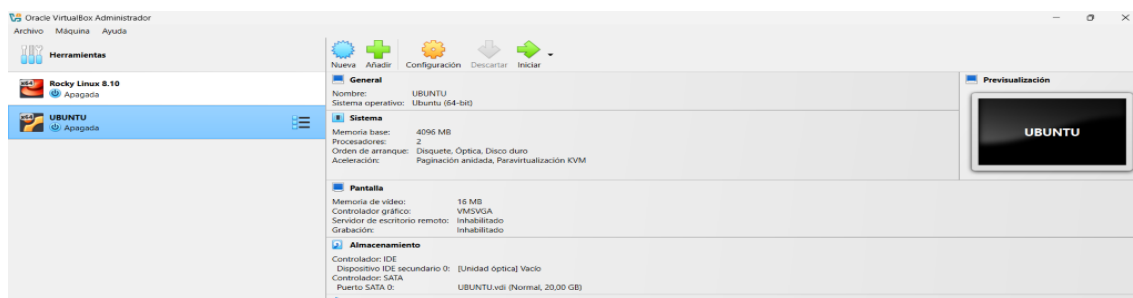 Oracle VirtualBox Administrador
Archivo Máquina Ayuda
Herramientas
Nueva Añadir Configuración Descartar Iniciar
Rocky Linux 8.10
Apagada
UBUNTU
Apagada
General
Nombre: UBUNTU
Sistema operativo: Ubuntu (64-bit)
Previsualización
UBUNTU
Sistema
Memoria base: 4096 MB
Procesadores: 2
Orden de arranque: Disquete, Óptica, Disco duro
Aceleración: Paginación anidada, Paravirtualización KVM
Pantalla
Memoria de vídeo: 16 MB
Controlador gráfico: VMSVGA
Servidor de escritorio remoto: Inhabilitado
Grabación: Inhabilitado
Almacenamiento
Controlador: IDE
Dispositivo IDE secundario 0: [Unidad óptica] Vacío
Controlador: SATA
Puerto SATA 0: UBUNTU.vdi (Normal, 20,00 GB)